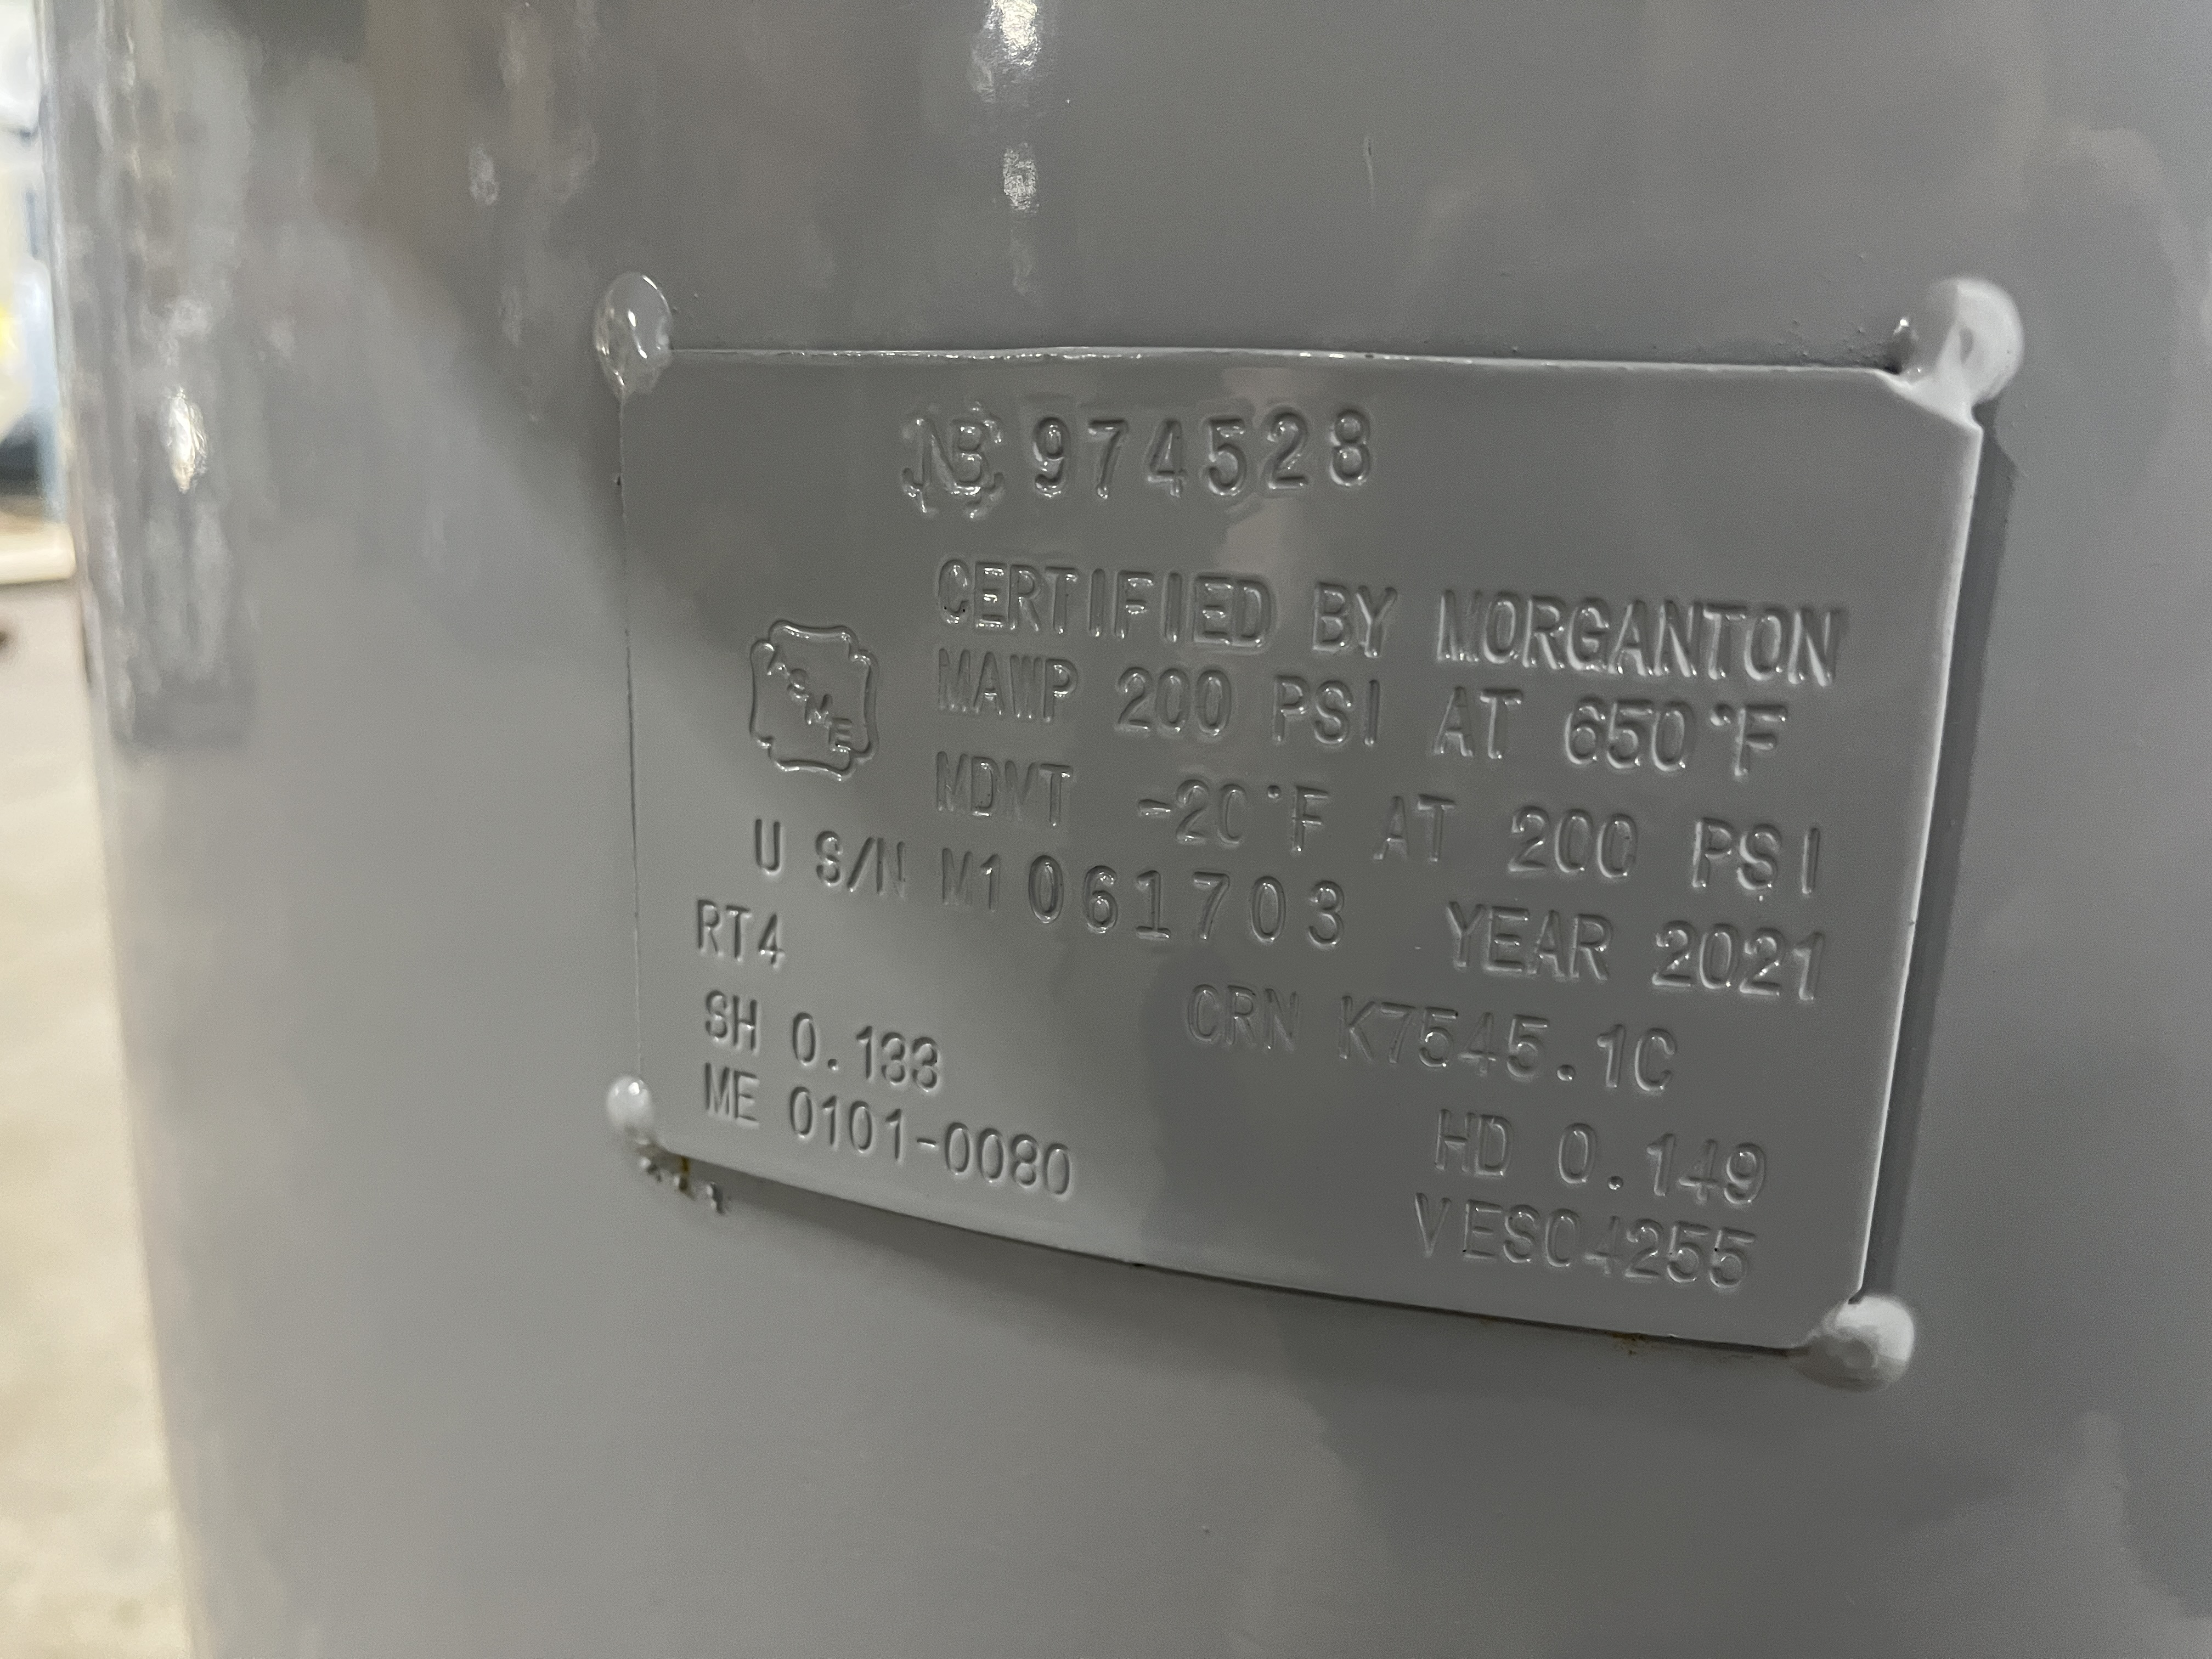 NB 974528
CERTIFIED BY MORGANTON
ASME
MAWP 200 PSI AT 650°F
MDMT -20°F AT 200 PSI
U S/N M1061703 YEAR 2021
RT4
CRN K7545.1C
SH 0.133
HD 0.149
ME 0101-0080
VES04255